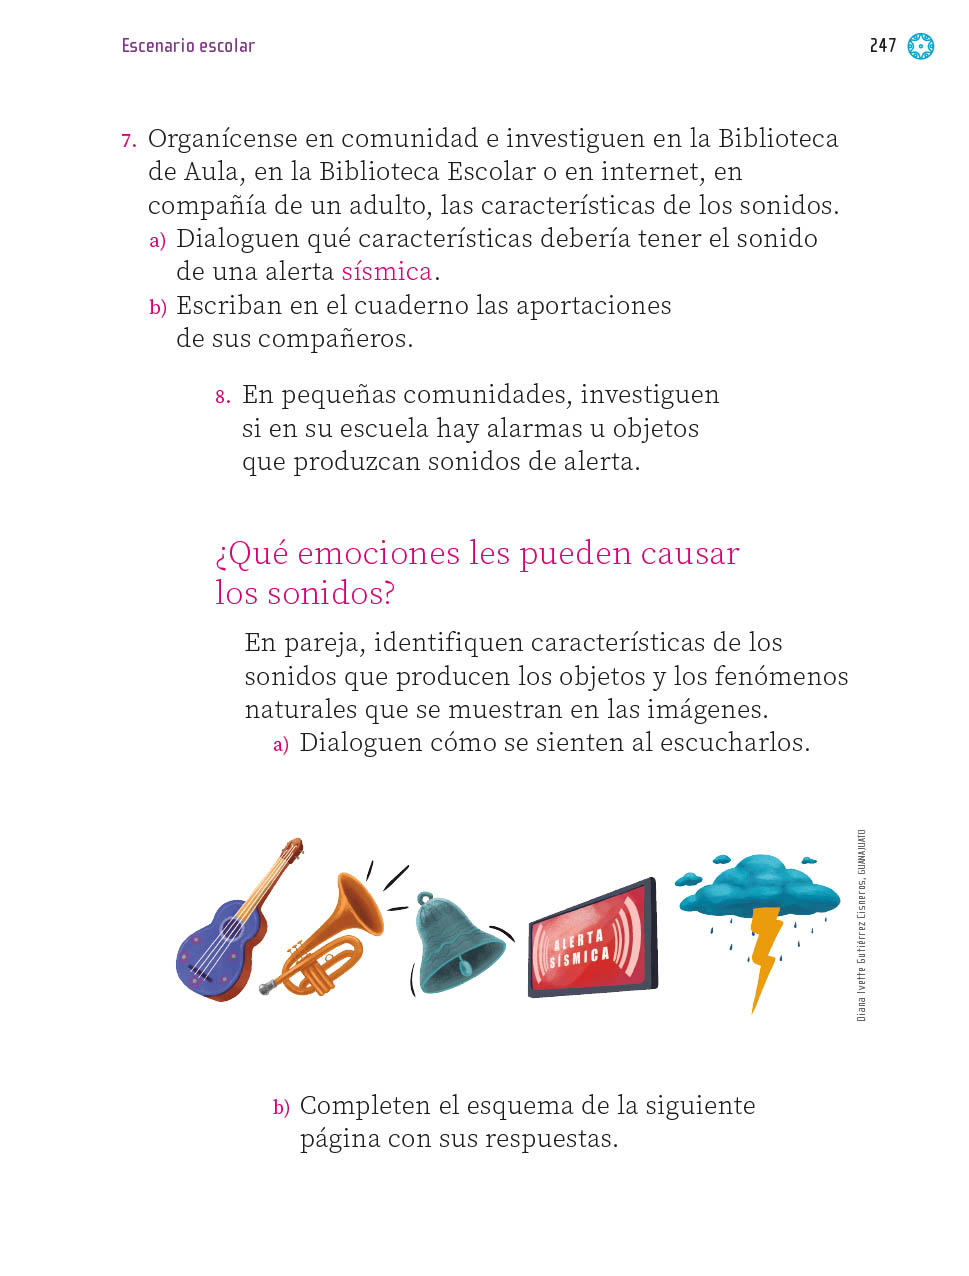 Escenario escolar
247
7. Organícense en comunidad e investiguen en la Biblioteca
de Aula, en la Biblioteca Escolar o en internet, en
compañía de un adulto, las características de los sonidos.
a) Dialoguen qué características debería tener el sonido
de una alerta sísmica.
b) Escriban en el cuaderno las aportaciones
de sus compañeros.
8. En pequeñas comunidades, investiguen
si en su escuela hay alarmas u objetos
que produzcan sonidos de alerta.
¿Qué emociones les pueden causar
los sonidos?
En pareja, identifiquen características de los
sonidos que producen los objetos y los fenómenos
naturales que se muestran en las imágenes.
a) Dialoguen cómo se sienten al escucharlos.
ALERTA
SÍSMICA
Diana Ivette Gutiérrez Cisneros, GUANAJUATO
b) Completen el esquema de la siguiente
página con sus respuestas.